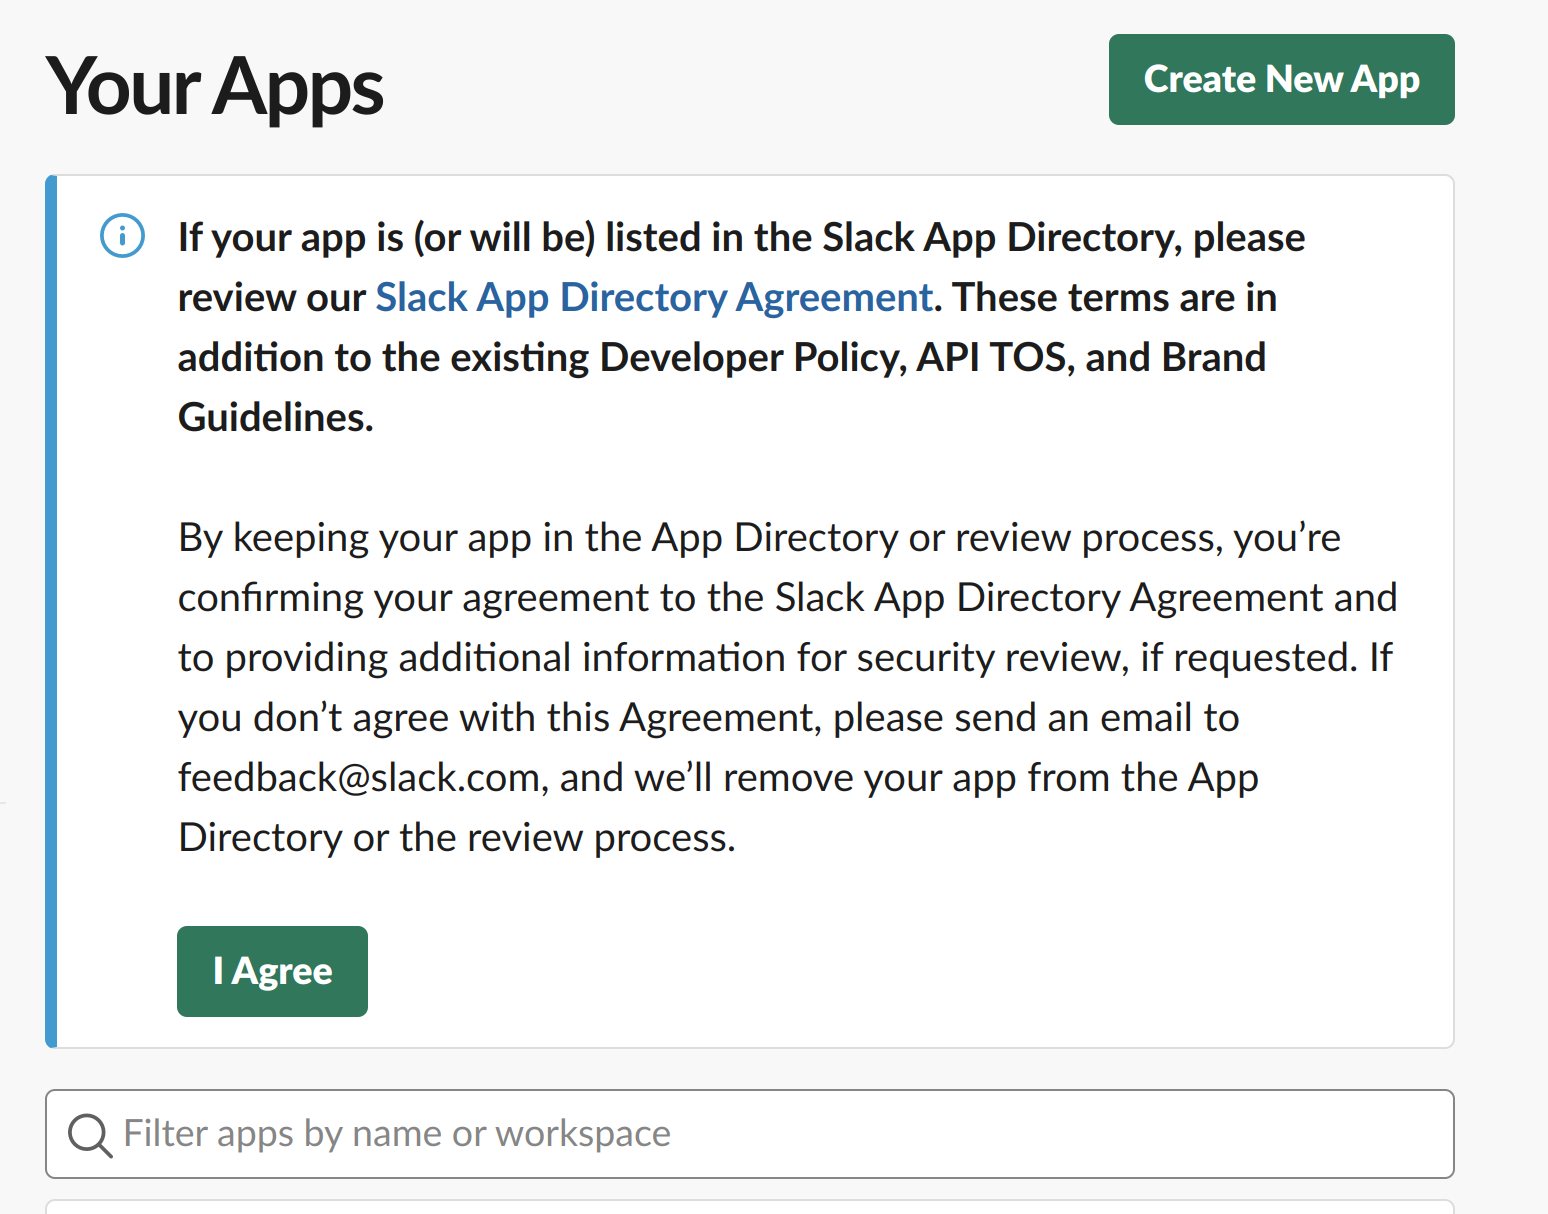 Your Apps
Create New App
If your app is (or will be) listed in the Slack App Directory, please
review our Slack App Directory Agreement. These terms are in
addition to the existing Developer Policy, API TOS, and Brand
Guidelines.
By keeping your app in the App Directory or review process, you’re
confirming your agreement to the Slack App Directory Agreement and
to providing additional information for security review, if requested. If
you don’t agree with this Agreement, please send an email to
feedback@slack.com, and we’ll remove your app from the App
Directory or the review process.
I Agree
Filter apps by name or workspace